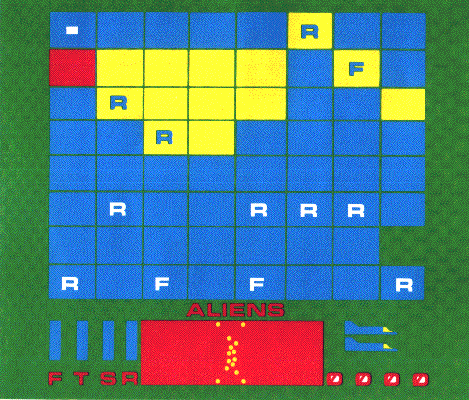 R
F
R
R
R R R R
R F F R
ALIENS
F T S R